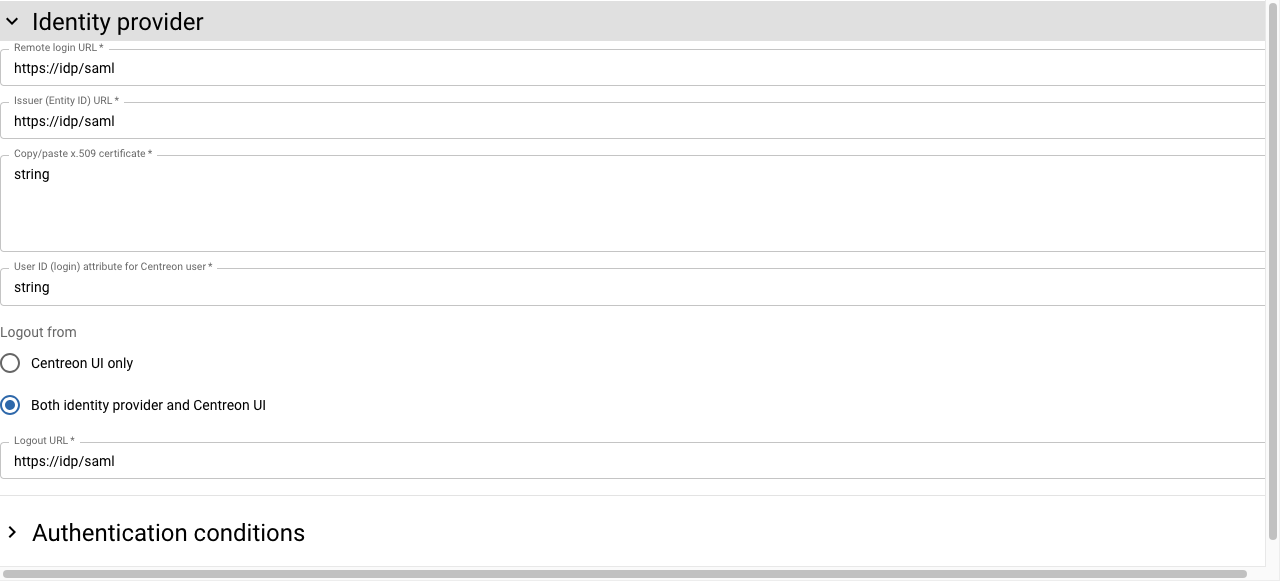 Identity provider
Remote login URL *
https://idp/saml
Issuer (Entity ID) URL *
https://idp/saml
Copy/paste x.509 certificate *
string
User ID (login) attribute for Centreon user *
string
Logout from
Centreon UI only
Both identity provider and Centreon UI
Logout URL *
https://idp/saml
Authentication conditions